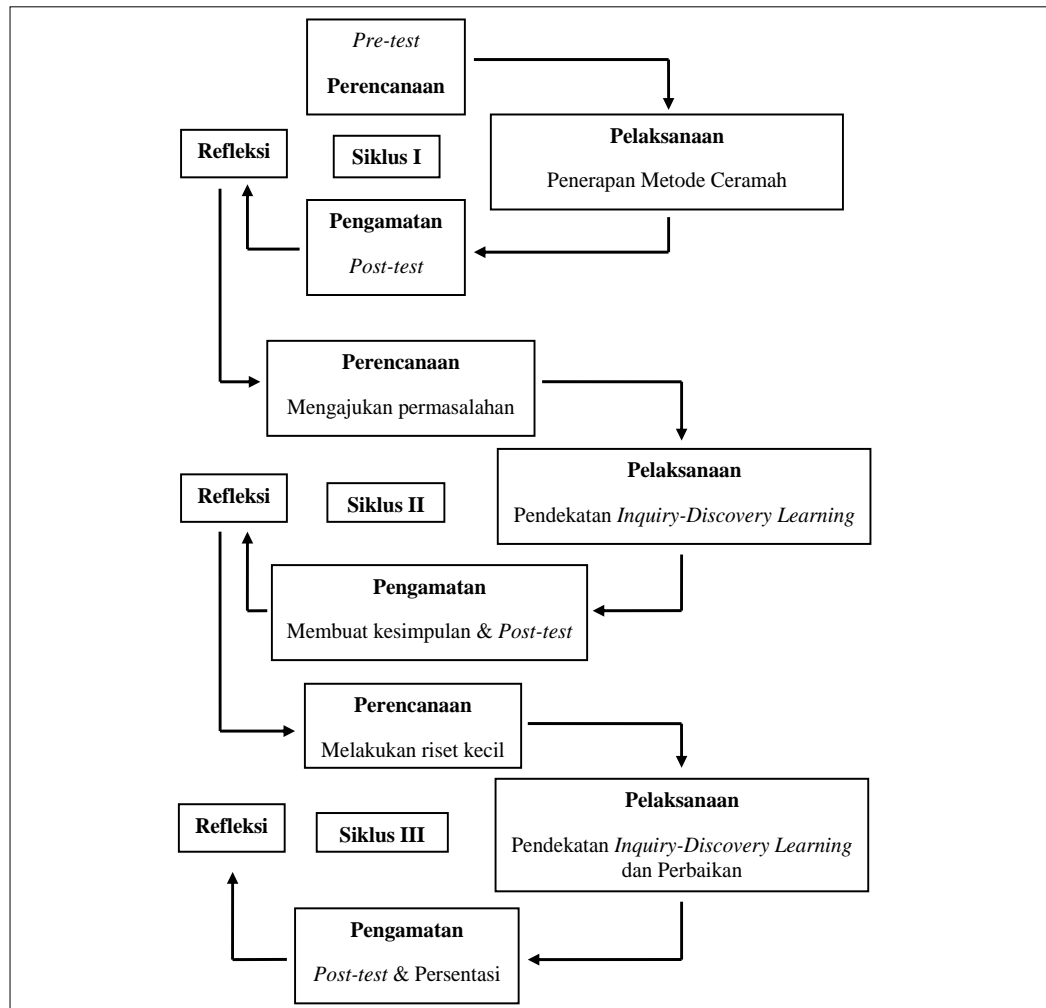 Pre-test
Perencanaan
Pelaksanaan
Penerapan Metode Ceramah
Refleksi
Siklus I
Pengamatan
Post-test
Perencanaan
Mengajukan permasalahan
Pelaksanaan
Pendekatan Inquiry-Discovery Learning
Refleksi
Siklus II
Pengamatan
Membuat kesimpulan & Post-test
Perencanaan
Melakukan riset kecil
Pelaksanaan
Pendekatan Inquiry-Discovery Learning
dan Perbaikan
Refleksi
Siklus III
Pengamatan
Post-test & Persentasi